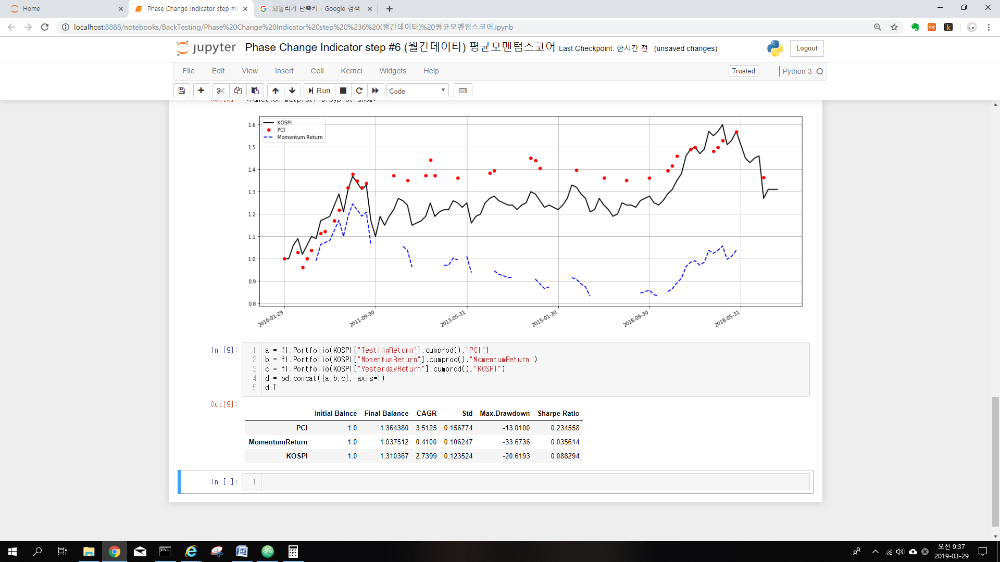 Home
Phase Change Indicator step #6
되돌리기 단축키 - Google 검색
localhost:8888/notebooks/BackTesting/Phase%20Change%20Indicator%20step%20%236%20(월간데이타)%20평균모멘텀스코어.ipynb
jupyter Phase Change Indicator step #6 (월간데이타) 평균모멘텀스코어 Last Checkpoint: 한시간 전 (unsaved changes)
Logout
File Edit View Insert Cell Kernel Widgets Help
Trusted
Python 3
Run
Code
<function matplotlib.pyplot.show>
KOSPI
PCI
Momentum Return
1.6
1.5
1.4
1.3
1.2
1.1
1.0
0.9
0.8
2010-01-29 2011-09-30 2013-05-31 2015-01-30 2016-09-30 2018-05-31
In [9]:
1 a = fl.Portfolio(KOSPI["TestingReturn"].cumprod(),"PCI")
2 b = fl.Portfolio(KOSPI["MomentumReturn"].cumprod(),"MomentumReturn")
3 c = fl.Portfolio(KOSPI["YesterdayReturn"].cumprod(),"KOSPI")
4 d = pd.concat([a,b,c], axis=1)
5 d.T
Out[9]:
Initial Balnce Final Balance CAGR Std Max.Drawdown Sharpe Ratio
PCI 1.0 1.364380 3.5125 0.156774 -13.0100 0.234558
MomentumReturn 1.0 1.037512 0.4100 0.106247 -33.6736 0.035614
KOSPI 1.0 1.310367 2.7399 0.123524 -20.6193 0.088294
In [ ]: 1
오전 9:37
2019-03-29